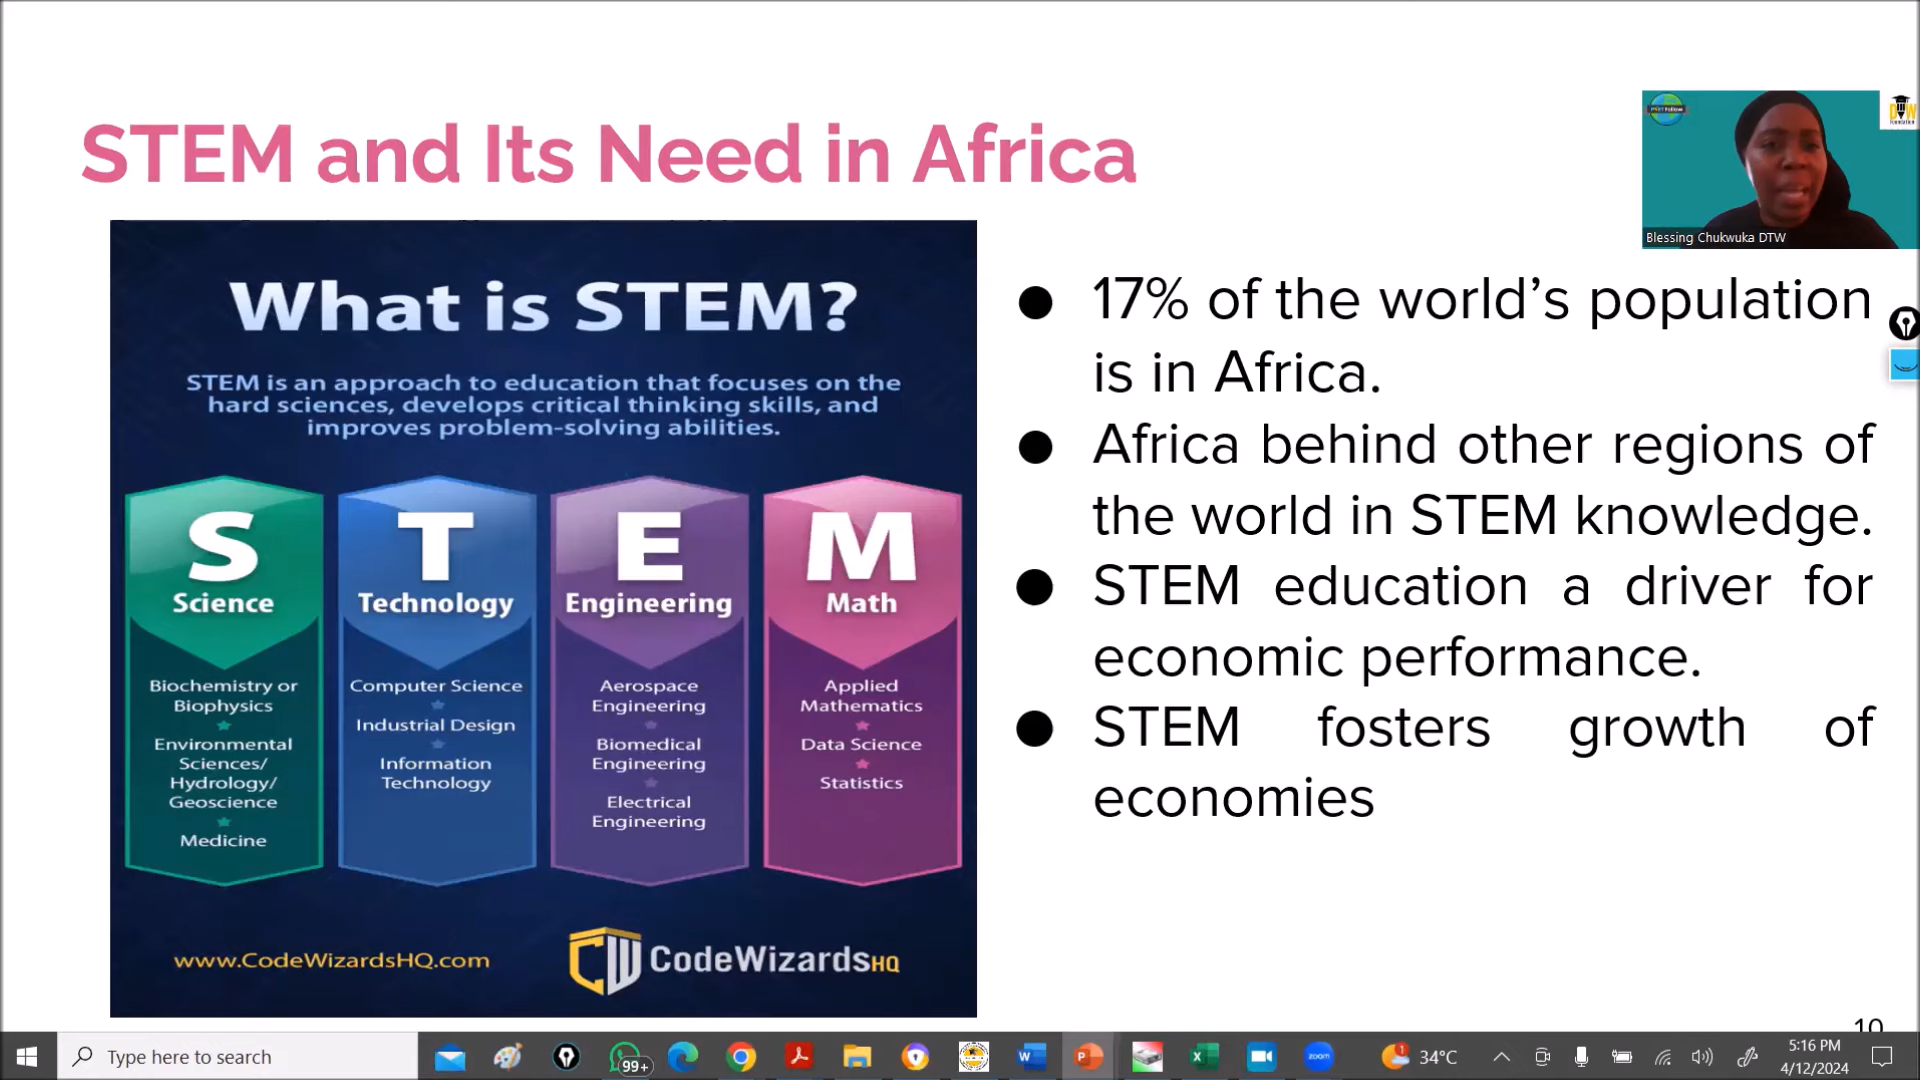 STEM and Its Need in Africa
Blessing Chukwuka DTW
What is STEM?
STEM is an approach to education that focuses on the
hard sciences, develops critical thinking skills, and
improves problem-solving abilities.
S
Science
Biochemistry or
Biophysics
Environmental
Sciences/
Hydrology/
Geoscience
Medicine
T
Technology
Computer Science
Industrial Design
Information
Technology
E
Engineering
Aerospace
Engineering
Biomedical
Engineering
Electrical
Engineering
M
Math
Applied
Mathematics
Data Science
Statistics
www.CodeWizardsHQ.com
CW CodeWizardsHQ
● 17% of the world’s population
is in Africa.
● Africa behind other regions of
the world in STEM knowledge.
● STEM education a driver for
economic performance.
● STEM fosters growth of
economies
10
Type here to search
99+
zoom
34°C
5:16 PM
4/12/2024